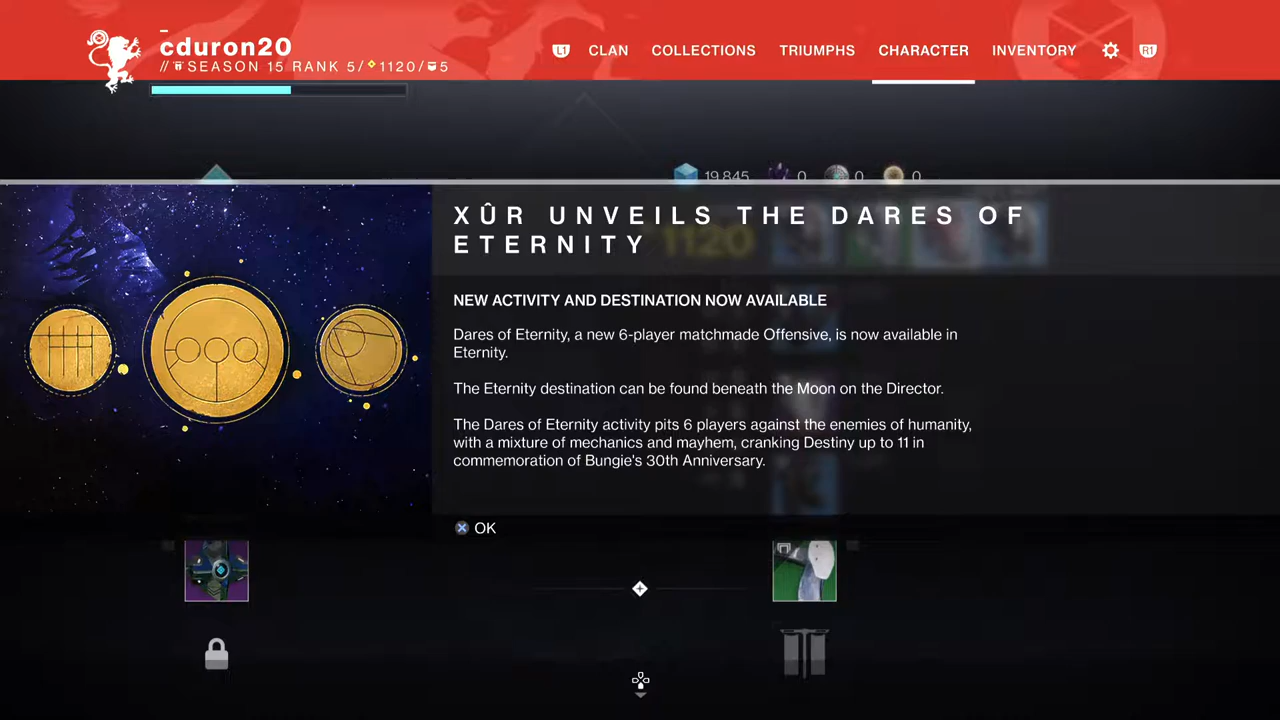 cduron20
// SEASON 15 RANK 5/ 1120/ 5
L1 CLAN COLLECTIONS TRIUMPHS CHARACTER INVENTORY R1
19,845 0 0 0
XÛR UNVEILS THE DARES OF
ETERNITY
1120
NEW ACTIVITY AND DESTINATION NOW AVAILABLE
Dares of Eternity, a new 6-player matchmade Offensive, is now available in
Eternity.
The Eternity destination can be found beneath the Moon on the Director.
The Dares of Eternity activity pits 6 players against the enemies of humanity,
with a mixture of mechanics and mayhem, cranking Destiny up to 11 in
commemoration of Bungie's 30th Anniversary.
OK